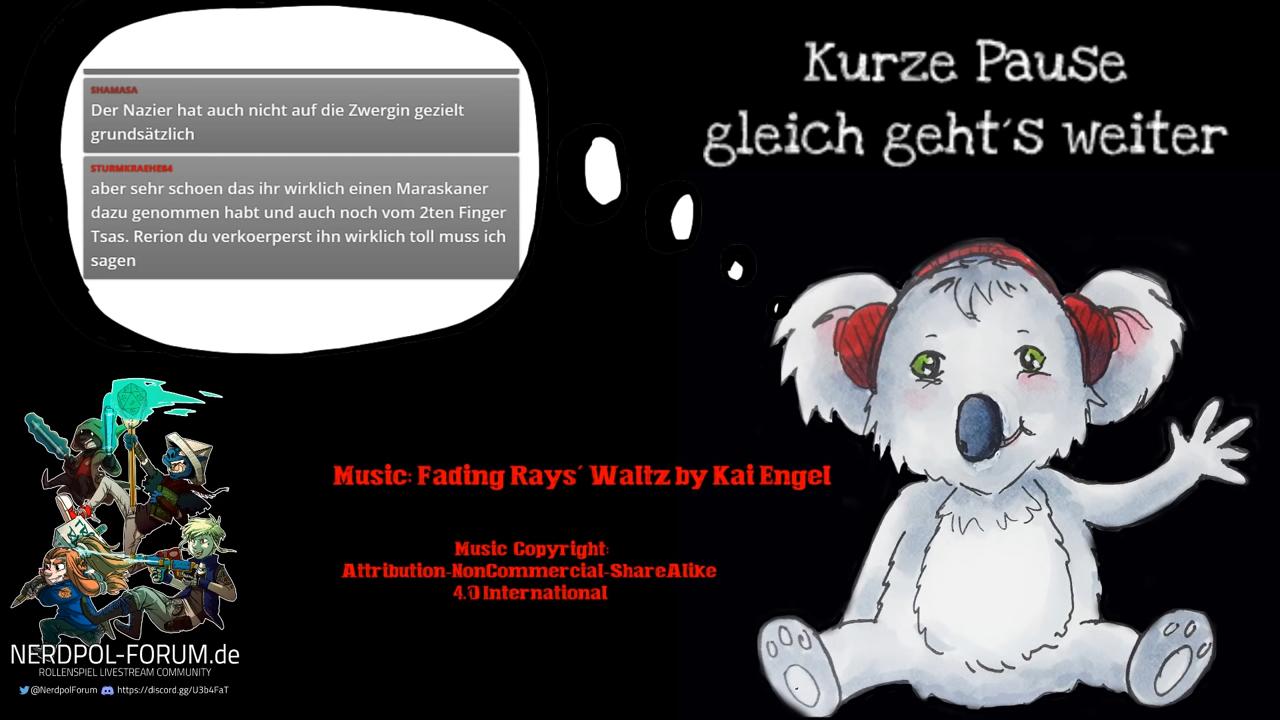 SHAMASA
Der Nazier hat auch nicht auf die Zwergin gezielt
grundsätzlich
STURMKRAEHE84
aber sehr schoen das ihr wirklich einen Maraskaner
dazu genommen habt und auch noch vom 2ten Finger
Tsas. Rerion du verkoerperst ihn wirklich toll muss ich
sagen
Kurze Pause
gleich geht´s weiter
Music: Fading Rays´ Waltz by Kai Engel
Music Copyright:
Attribution-NonCommercial-ShareAlike
4.0 International
NERDPOL-FORUM.de
ROLLENSPIEL LIVESTREAM COMMUNITY
@NerdpolForum https://discord.gg/U3b4FaT